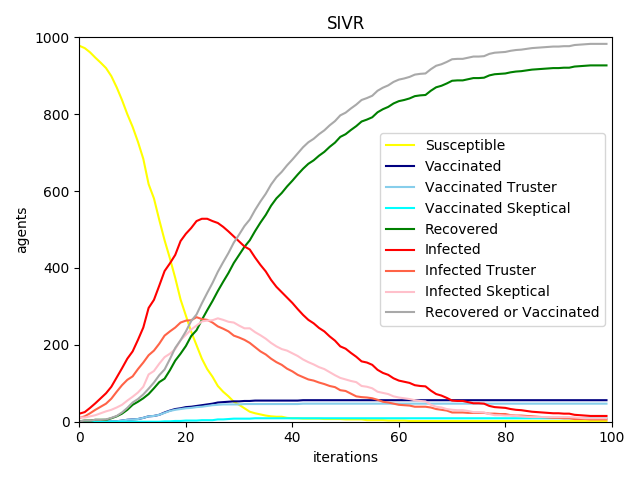 SIVR
1000
800
600
400
200
0
agents
Susceptible
Vaccinated
Vaccinated Truster
Vaccinated Skeptical
Recovered
Infected
Infected Truster
Infected Skeptical
Recovered or Vaccinated
0 20 40 60 80 100
iterations